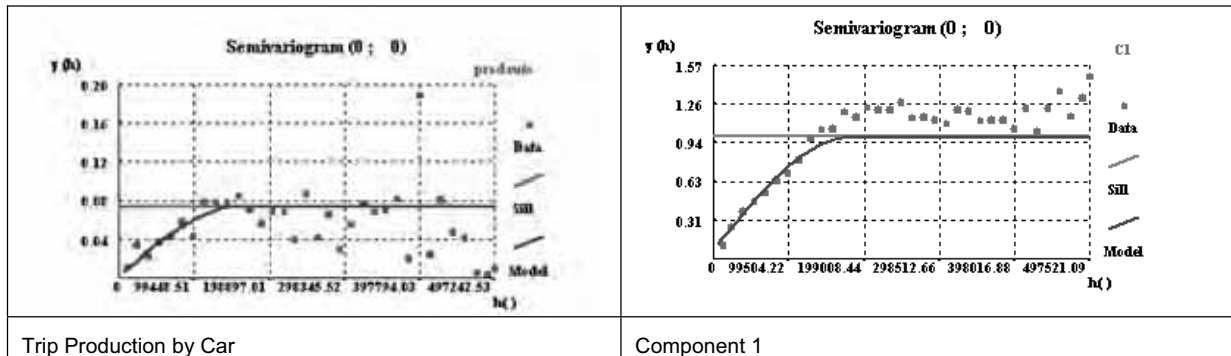 Semivariogram (0 ; 0)
γ (h)
0.20
0.16
0.12
0.08
0.04
0 99448.51 198897.01 298345.52 397794.03 497242.53
h( )
Data
Sill
Model
Trip Production by Car
Semivariogram (0 ; 0)
γ (h)
C1
1.57
1.26
0.94
0.63
0.31
0 99504.22 199008.44 298512.66 398016.88 497521.09
h( )
Data
Sill
Model
Component 1